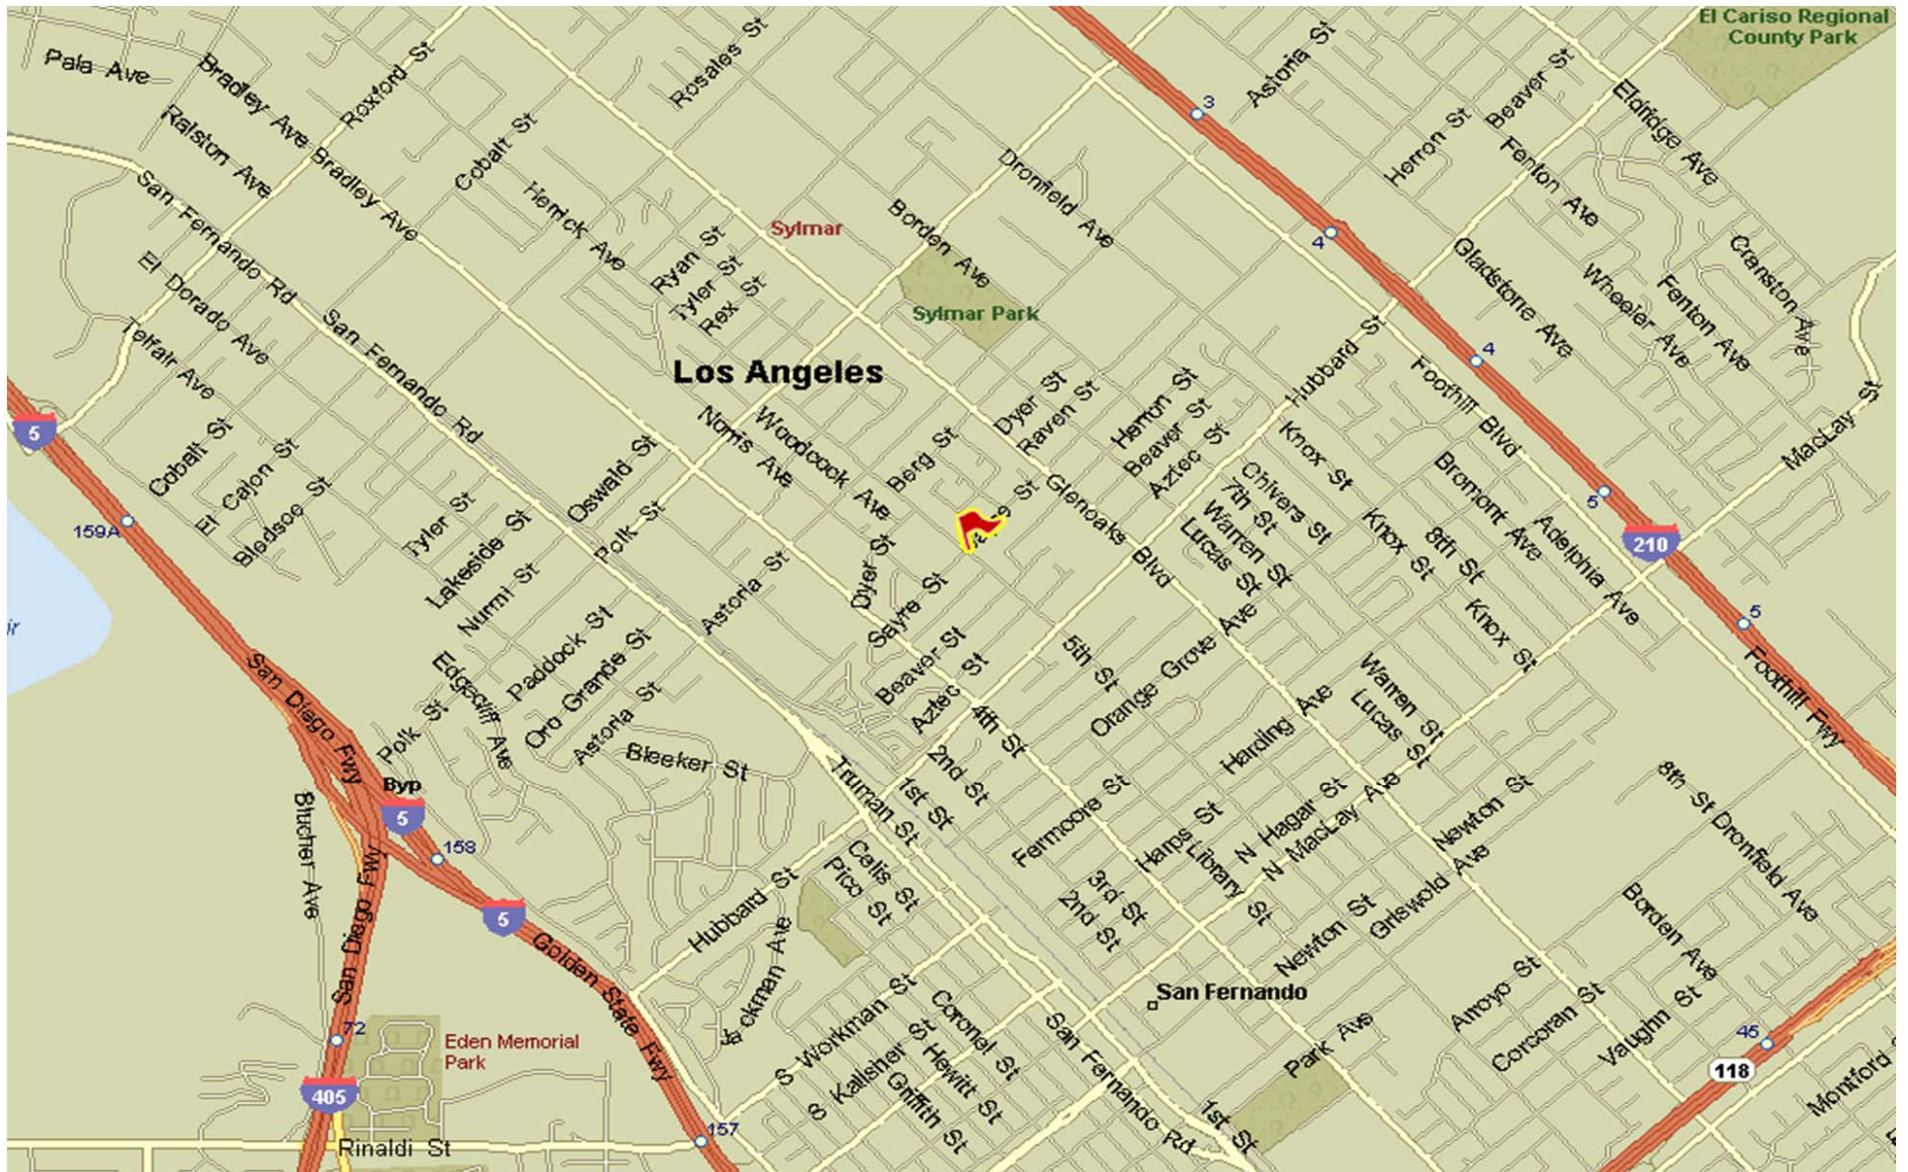 El Cariso Regional
County Park
Pala Ave
Bradley Ave
Roxford St
Rosales St
Astoria St
Beaver St
Eldridge Ave
3
Ralston Ave
Bradley Ave
Cobalt St
Herron St
Fenton Ave
Dronfield Ave
San Fernando Rd
Herrick Ave
Borden Ave
Sylmar
4
Ryan St
Tyler St
Rex St
Gladstone Ave
Cranston Ave
Wheeler Ave
Fenton Ave
El Dorado Ave
Sylmar Park
Telfair Ave
San Fernando Rd
Hubbard St
4
Los Angeles
Foothill Blvd
Dyer St
Raven St
Herron St
Beaver St
Aztec St
MacLay St
5
Norris Ave
Woodcock Ave
Berg St
Knox St
Cobalt St
El Cajon St
Bledsoe St
Oswald St
Polk St
Glenoaks Blvd
Chivers St
7th St
Warren St
Lucas St
Bromont Ave
Adelphia Ave
Knox St
8th St
5
210
159A
Tyler St
Lakeside St
Nurmi St
Dyer St
Astoria St
Sayre St
Knox St
5
San Diego Fwy
Paddock St
Oro Grande St
Astoria St
Edgecliff Ave
Polk St
Beaver St
Aztec St
5th St
Orange Grove Ave
Warren St
Lucas St
Foothill Fwy
Bleeker St
4th St
2nd St
1st St
Truman St
Harding Ave
Byp
5
Blucher Ave
158
Fermoore St
Harps St
Library St
N Hagar St
N MacLay Ave
Newton St
8th St
Dronfield Ave
San Diego Fwy
5
Hubbard St
Celis St
Pico St
3rd St
2nd St
Newton St
Griswold Ave
Borden Ave
Golden State Fwy
San Fernando
S Workman St
Coronel St
Arroyo St
Corcoran St
Vaughn St
72
Eden Memorial
Park
S Kalisher St
Hewitt St
Griffith St
San Fernando Rd
Park Ave
45
118
405
Montford
1st St
157
Rinaldi St